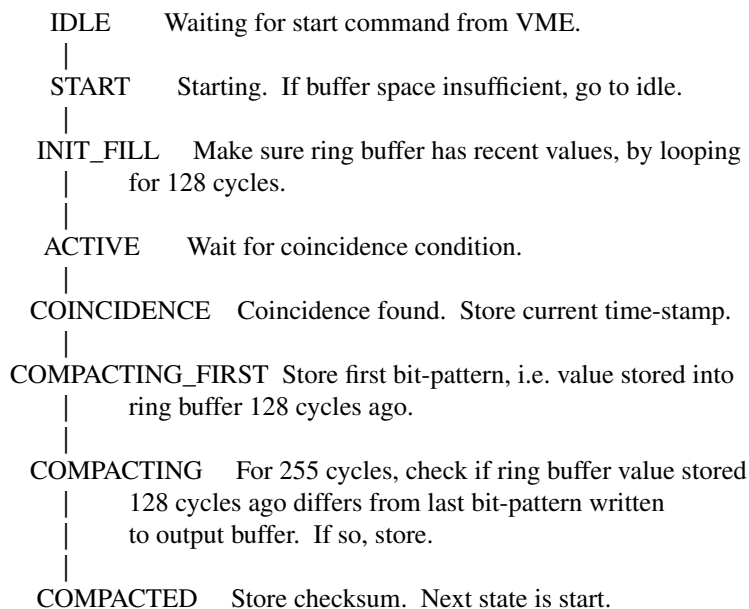 IDLE Waiting for start command from VME.
START Starting. If buffer space insufficient, go to idle.
INIT_FILL Make sure ring buffer has recent values, by looping
for 128 cycles.
ACTIVE Wait for coincidence condition.
COINCIDENCE Coincidence found. Store current time-stamp.
COMPACTING_FIRST Store first bit-pattern, i.e. value stored into
ring buffer 128 cycles ago.
COMPACTING For 255 cycles, check if ring buffer value stored
128 cycles ago differs from last bit-pattern written
to output buffer. If so, store.
COMPACTED Store checksum. Next state is start.